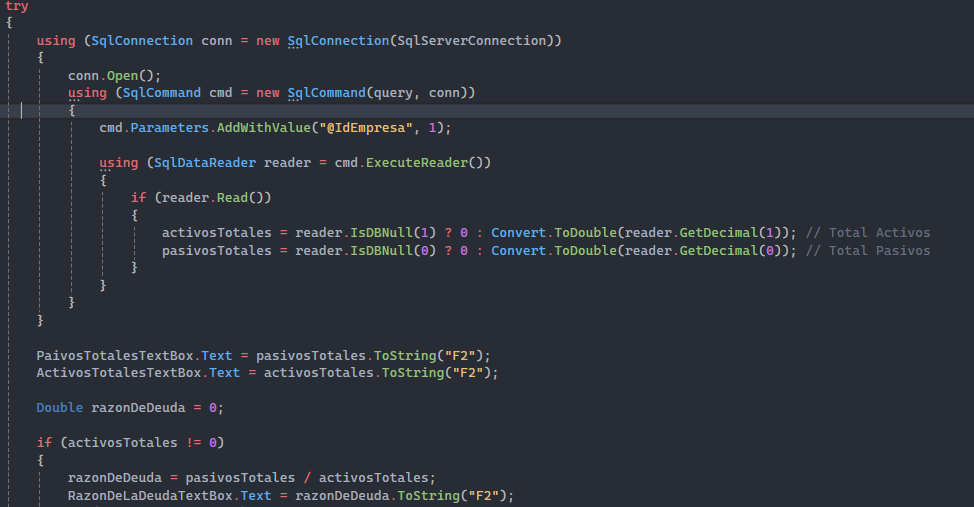 try
{
using (SqlConnection conn = new SqlConnection(SqlServerConnection))
{
conn.Open();
using (SqlCommand cmd = new SqlCommand(query, conn))
{
cmd.Parameters.AddWithValue("@IdEmpresa", 1);
using (SqlDataReader reader = cmd.ExecuteReader())
{
if (reader.Read())
{
activosTotales = reader.IsDBNull(1) ? 0 : Convert.ToDouble(reader.GetDecimal(1)); // Total Activos
pasivosTotales = reader.IsDBNull(0) ? 0 : Convert.ToDouble(reader.GetDecimal(0)); // Total Pasivos
}
}
}
}
PaivosTotalesTextBox.Text = pasivosTotales.ToString("F2");
ActivosTotalesTextBox.Text = activosTotales.ToString("F2");
Double razonDeDeuda = 0;
if (activosTotales != 0)
{
razonDeDeuda = pasivosTotales / activosTotales;
RazonDeLaDeudaTextBox.Text = razonDeDeuda.ToString("F2");